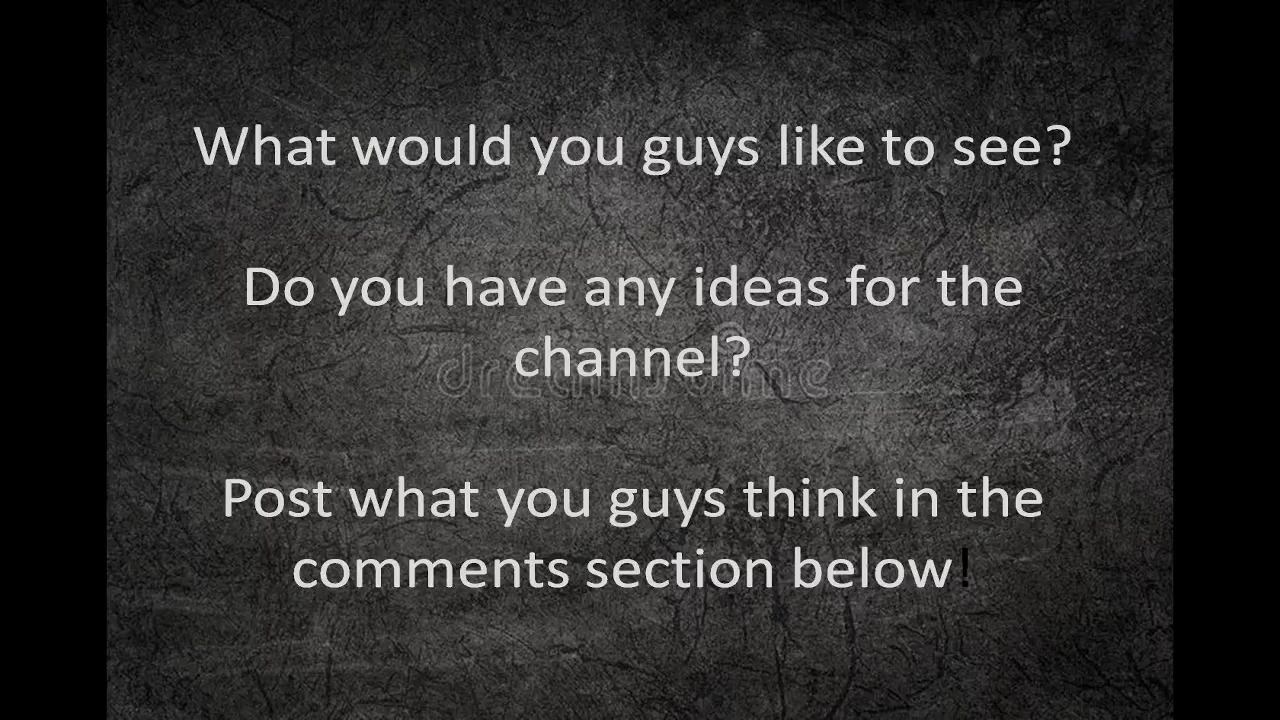 What would you guys like to see?
Do you have any ideas for the
channel?
dreamstime
Post what you guys think in the
comments section below!